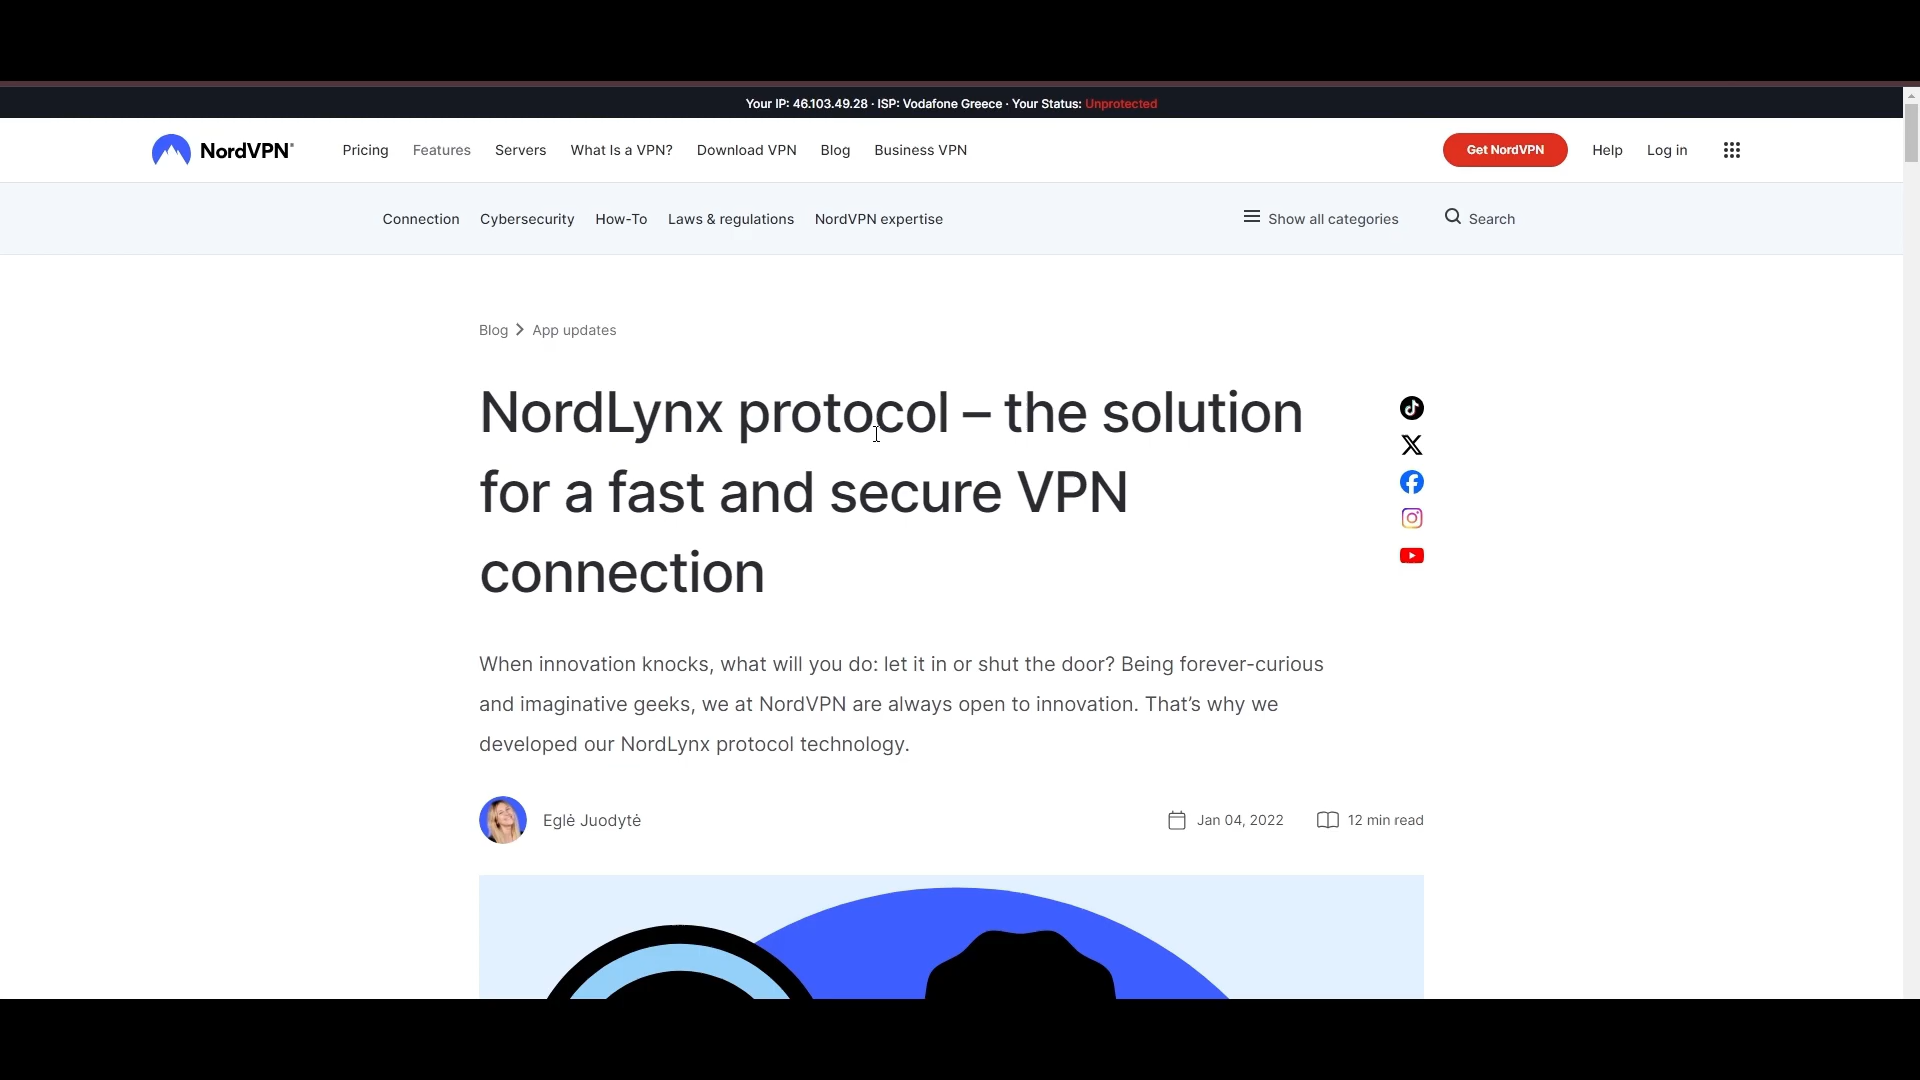 Your IP: 46.103.49.28 · ISP: Vodafone Greece · Your Status: Unprotected
NordVPN®
Pricing
Features
Servers
What Is a VPN?
Download VPN
Blog
Business VPN
Get NordVPN
Help
Log in
Connection
Cybersecurity
How-To
Laws & regulations
NordVPN expertise
Show all categories
Search
Blog
App updates
NordLynx protocol – the solution
for a fast and secure VPN
connection
When innovation knocks, what will you do: let it in or shut the door? Being forever-curious
and imaginative geeks, we at NordVPN are always open to innovation. That’s why we
developed our NordLynx protocol technology.
Eglė Juodytė
Jan 04, 2022
12 min read